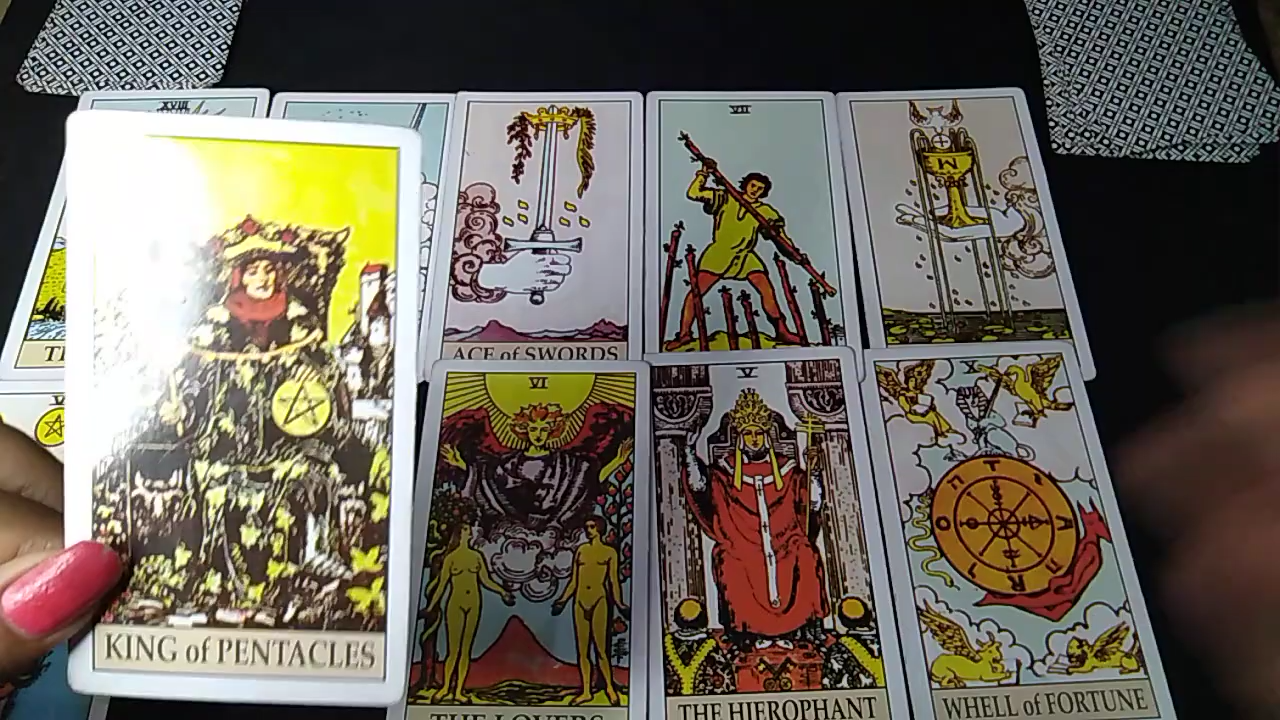 XVIII
VII
ACE of SWORDS
VI
V
X
KING of PENTACLES
THE LOVERS
THE HIEROPHANT
WHELL of FORTUNE